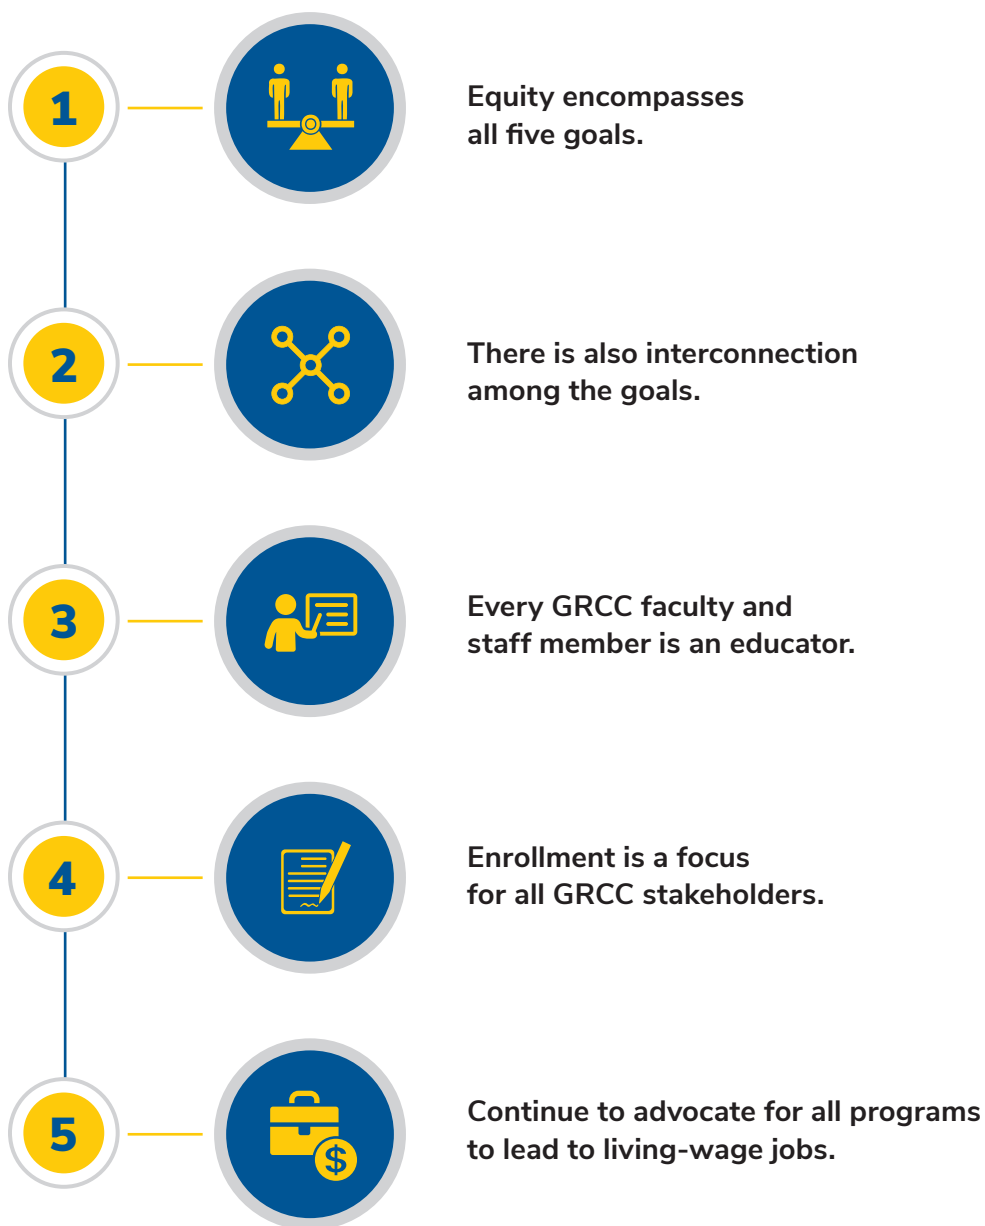 1
Equity encompasses
all five goals.
2
There is also interconnection
among the goals.
3
Every GRCC faculty and
staff member is an educator.
4
Enrollment is a focus
for all GRCC stakeholders.
5
$
Continue to advocate for all programs
to lead to living-wage jobs.